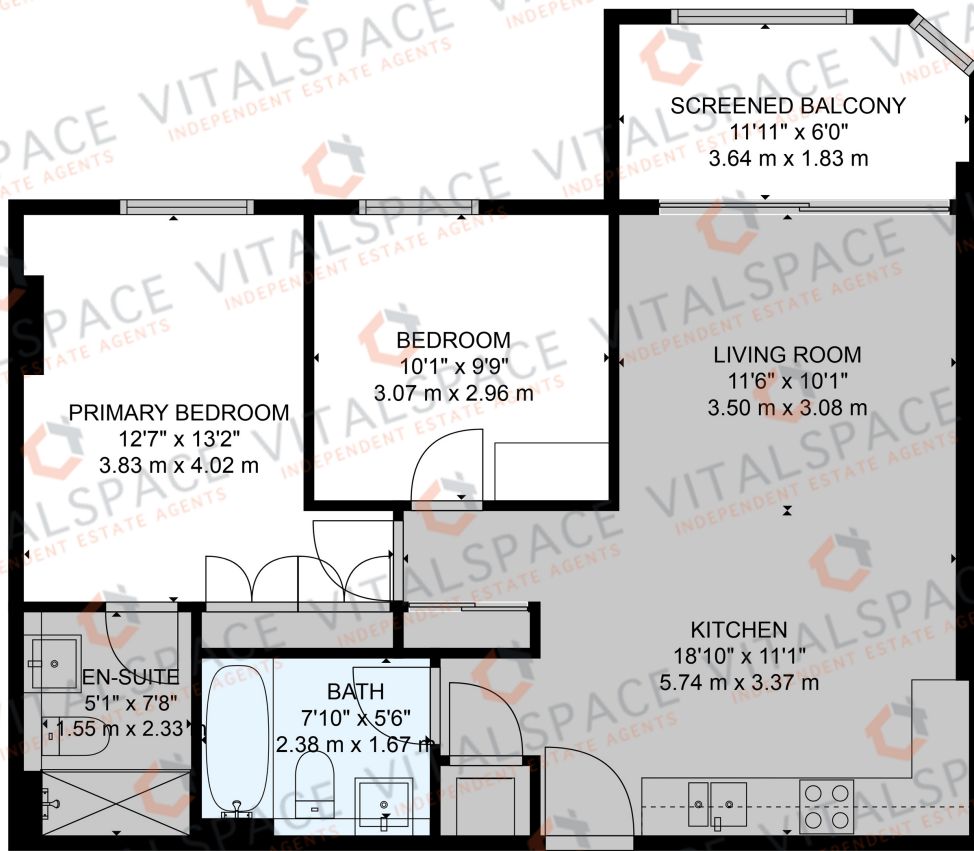 SCREENED BALCONY
11'11" x 6'0"
3.64 m x 1.83 m
BEDROOM
10'1" x 9'9"
3.07 m x 2.96 m
LIVING ROOM
11'6" x 10'1"
3.50 m x 3.08 m
PRIMARY BEDROOM
12'7" x 13'2"
3.83 m x 4.02 m
KITCHEN
18'10" x 11'1"
5.74 m x 3.37 m
EN-SUITE
5'1" x 7'8"
1.55 m x 2.33 m
BATH
7'10" x 5'6"
2.38 m x 1.67 m
VITALSPACE
INDEPENDENT ESTATE AGENTS